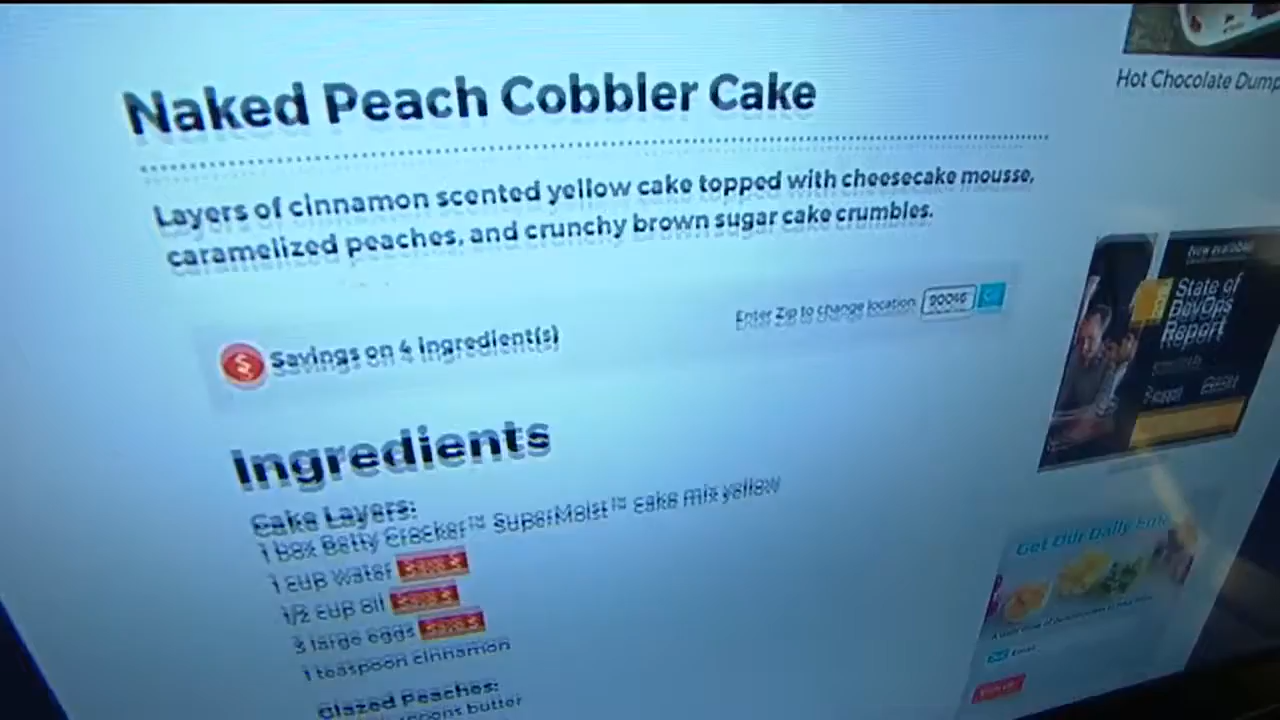 Naked Peach Cobbler Cake
Layers of cinnamon scented yellow cake topped with cheesecake mousse,
caramelized peaches, and crunchy brown sugar cake crumbles.
Enter Zip to change location:
Savings on 4 ingredient(s)
Ingredients
Cake Layers:
1 box Betty Crocker™ SuperMoist™ cake mix yellow
1 cup water
1/2 cup oil
3 large eggs
1 teaspoon cinnamon
Glazed Peaches:
butter
Hot Chocolate Dump
New available
State of
DevOps
Report
Get Our Daily
Email